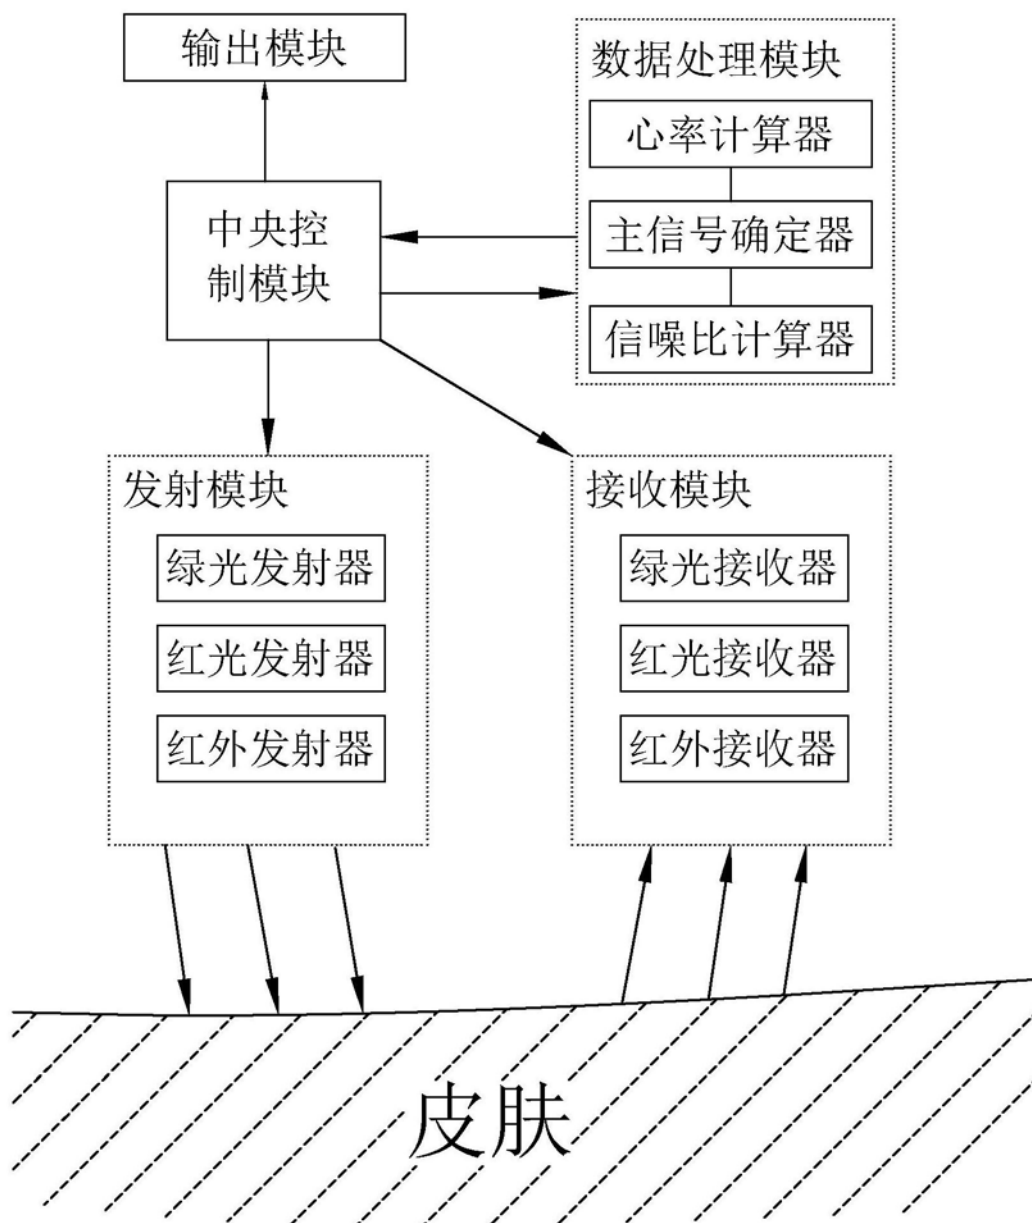 输出模块
数据处理模块
心率计算器
中央控
制模块
主信号确定器
信噪比计算器
发射模块
绿光发射器
红光发射器
红外发射器
接收模块
绿光接收器
红光接收器
红外接收器
皮肤